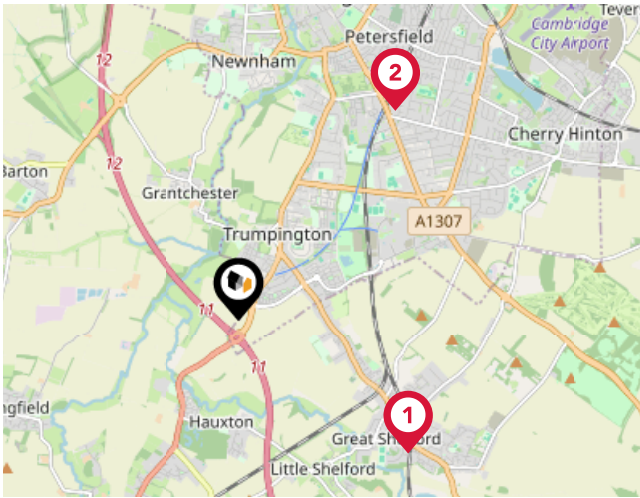 Petersfield
Tever
Cambridge
City Airport
12
Newnham
2
Cherry Hinton
12
Barton
Grantchester
A1307
Trumpington
11
11
ngfield
Hauxton
1
Great Shelford
Little Shelford